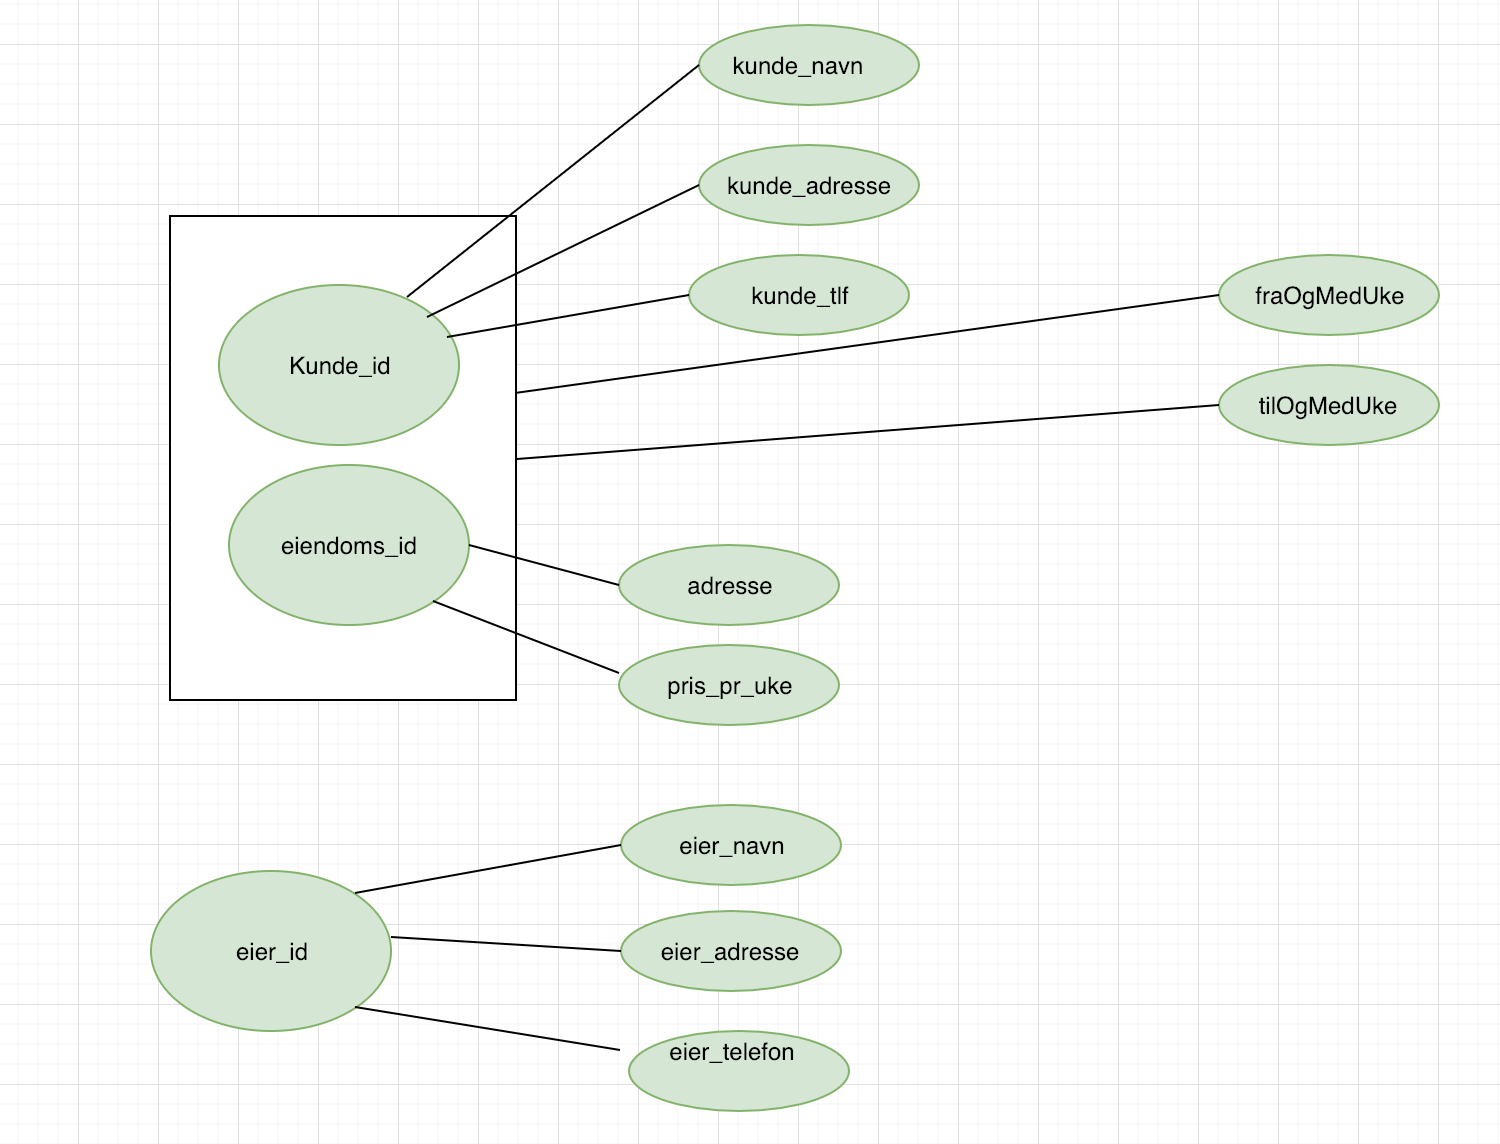 kunde_navn
kunde_adresse
kunde_tlf
fraOgMedUke
Kunde_id
tilOgMedUke
eiendoms_id
adresse
pris_pr_uke
eier_navn
eier_id
eier_adresse
eier_telefon